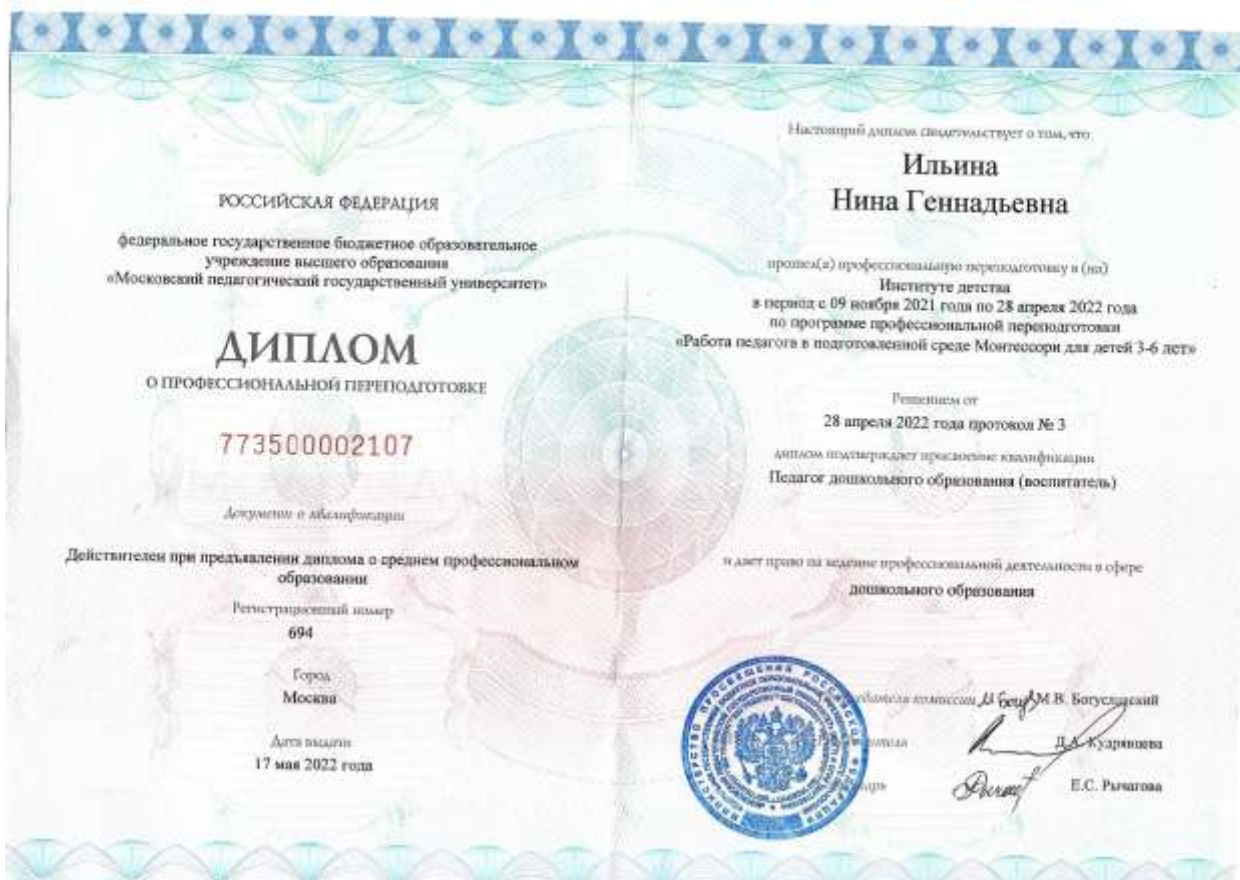 РОССИЙСКАЯ ФЕДЕРАЦИЯ
федеральное государственное бюджетное образовательное
учреждение высшего образования
«Московский педагогический государственный университет»
ДИПЛОМ
О ПРОФЕССИОНАЛЬНОЙ ПЕРЕПОДГОТОВКЕ
773500002107
Документ о квалификации
Действителен при предъявлении диплома о среднем профессиональном
образовании
Регистрационный номер
694
Город
Москва
Дата выдачи
17 мая 2022 года
Настоящий диплом свидетельствует о том, что
Ильина
Нина Геннадьевна
прошел(а) профессиональную переподготовку в (на)
Институте детства
в период с 09 ноября 2021 года по 28 апреля 2022 года
по программе профессиональной переподготовки
«Работа педагога в подготовленной среде Монтессори для детей 3-6 лет»
Решением от
28 апреля 2022 года протокол № 3
диплом подтверждает присвоение квалификации
Педагог дошкольного образования (воспитатель)
и дает право на ведение профессиональной деятельности в сфере
дошкольного образования
МИНИСТЕРСТВО ПРОСВЕЩЕНИЯ РОССИЙСКОЙ ФЕДЕРАЦИИ
комиссии М.В. Богуславский
Д.А. Кудрявцева
Е.С. Рычагова